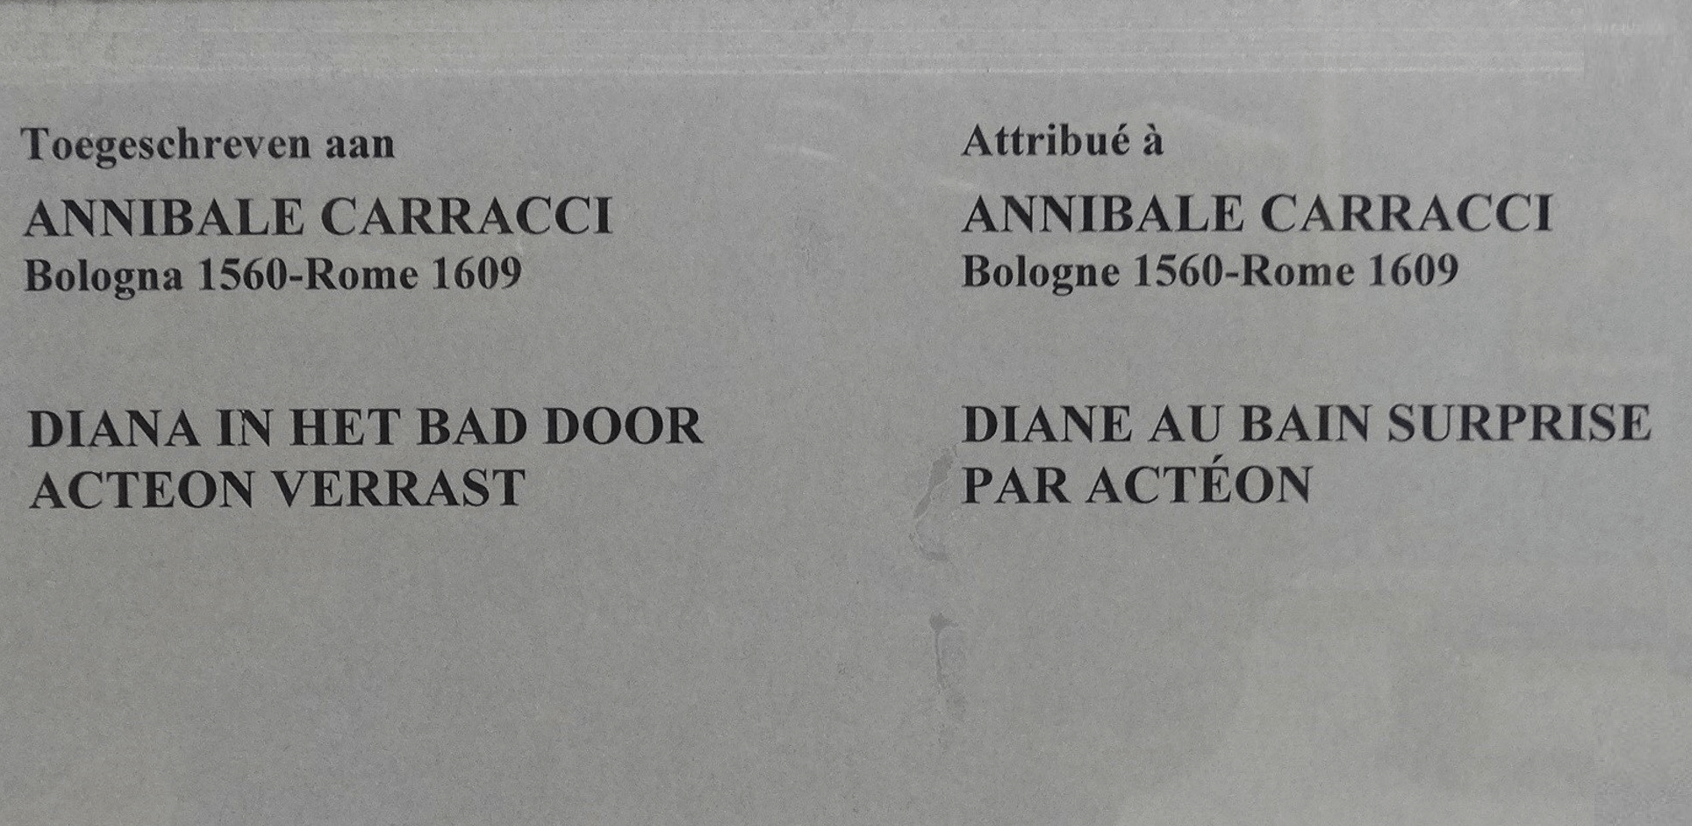 Toegeschreven aan
ANNIBALE CARRACCI
Bologna 1560-Rome 1609
DIANA IN HET BAD DOOR
ACTEON VERRAST
Attribué à
ANNIBALE CARRACCI
Bologne 1560-Rome 1609
DIANE AU BAIN SURPRISE
PAR ACTÉON